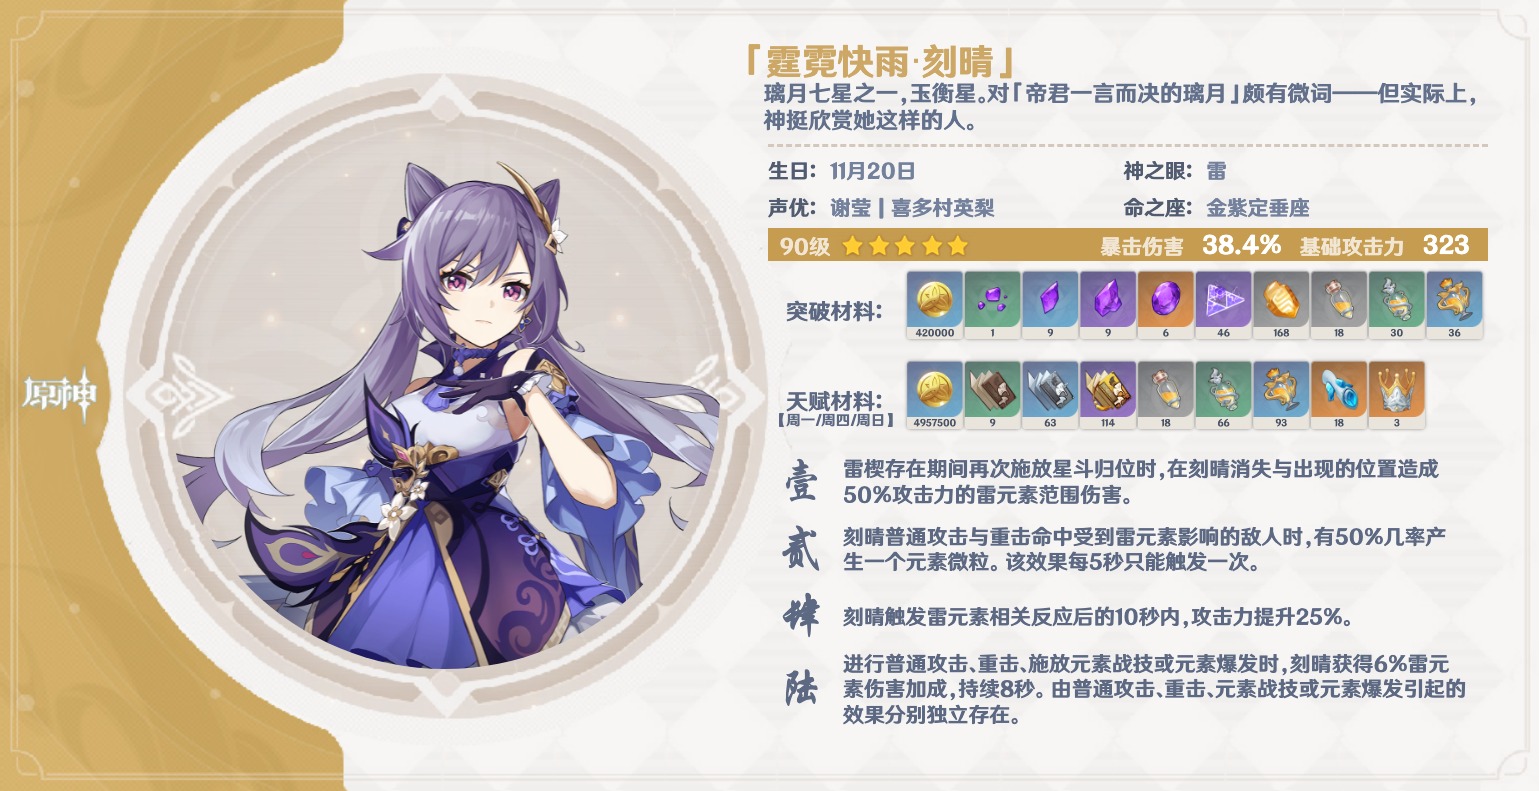 「霆霓快雨·刻晴」
璃月七星之一,玉衡星。对「帝君一言而决的璃月」颇有微词——但实际上,
神挺欣赏她这样的人。
生日: 11月20日 神之眼: 雷
声优: 谢莹 | 喜多村英梨 命之座: 金紫定垂座
90级 暴击伤害 38.4% 基础攻击力 323
突破材料:
420000 1 9 9 6 46 168 18 30 36
天赋材料:
【周一/周四/周日】
4957500 9 63 114 18 66 93 18 3
原神
壹
雷楔存在期间再次施放星斗归位时,在刻晴消失与出现的位置造成
50%攻击力的雷元素范围伤害。
贰
刻晴普通攻击与重击命中受到雷元素影响的敌人时,有50%几率产
生一个元素微粒。该效果每5秒只能触发一次。
肆
刻晴触发雷元素相关反应后的10秒内,攻击力提升25%。
陆
进行普通攻击、重击、施放元素战技或元素爆发时,刻晴获得6%雷元
素伤害加成,持续8秒。由普通攻击、重击、元素战技或元素爆发引起的
效果分别独立存在。